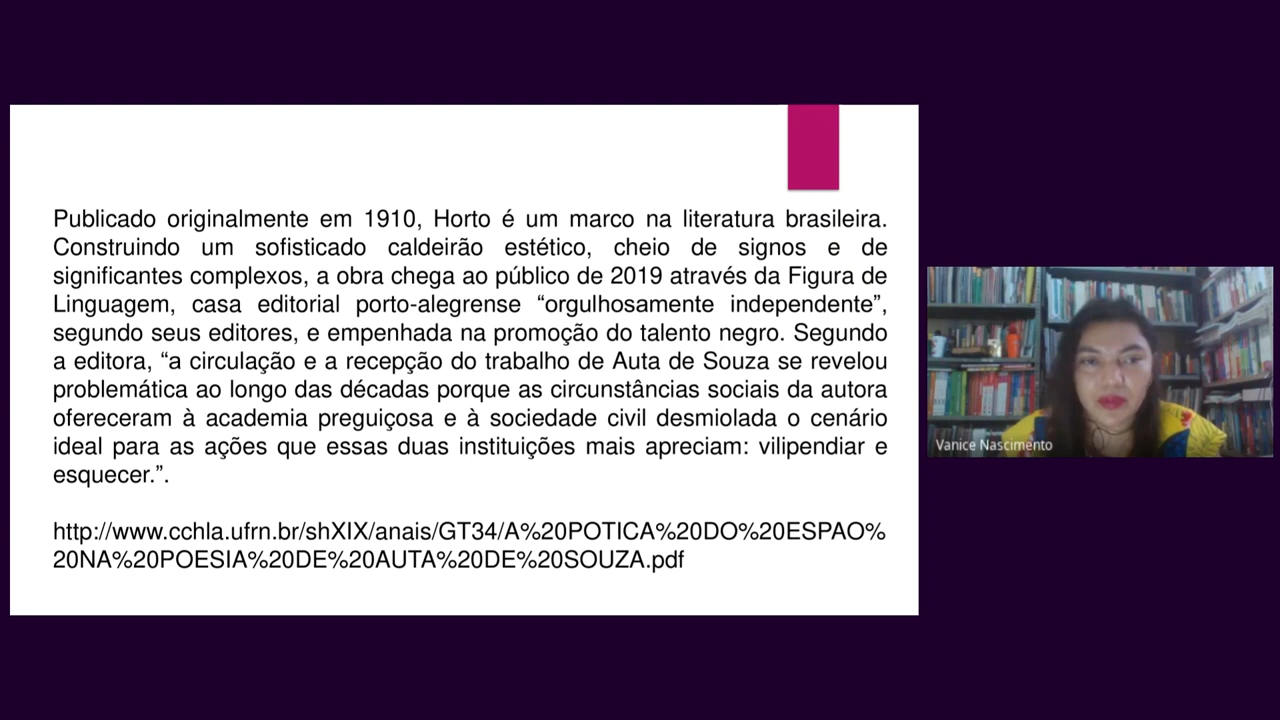 Publicado originalmente em 1910, Horto é um marco na literatura brasileira.
Construindo um sofisticado caldeirão estético, cheio de signos e de
significantes complexos, a obra chega ao público de 2019 através da Figura de
Linguagem, casa editorial porto-alegrense “orgulhosamente independente”,
segundo seus editores, e empenhada na promoção do talento negro. Segundo
a editora, “a circulação e a recepção do trabalho de Auta de Souza se revelou
problemática ao longo das décadas porque as circunstâncias sociais da autora
ofereceram à academia preguiçosa e à sociedade civil desmiolada o cenário
ideal para as ações que essas duas instituições mais apreciam: vilipendiar e
esquecer.”.
http://www.cchla.ufrn.br/shXIX/anais/GT34/A%20POTICA%20DO%20ESPAO%
20NA%20POESIA%20DE%20AUTA%20DE%20SOUZA.pdf
Vanice Nascimento